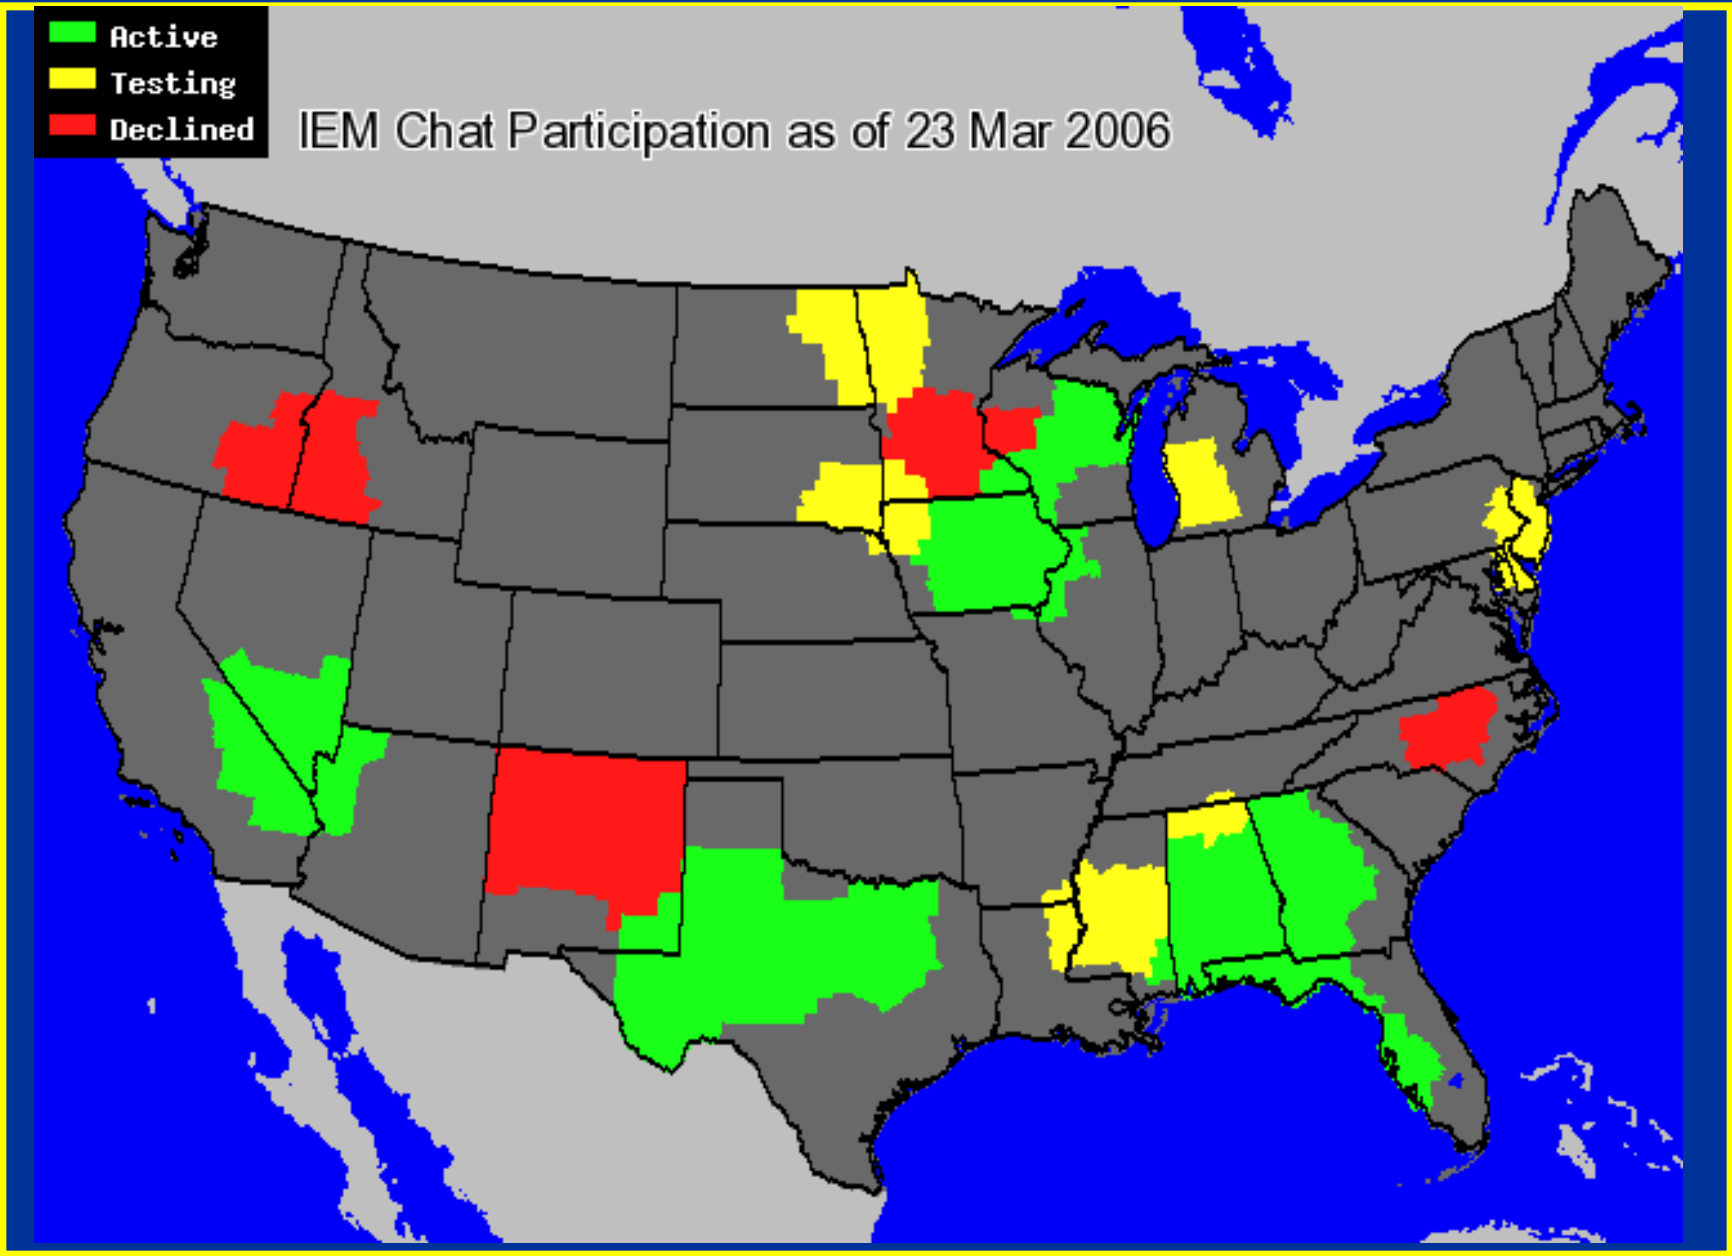 Active
Testing
Declined
IEM Chat Participation as of 23 Mar 2006